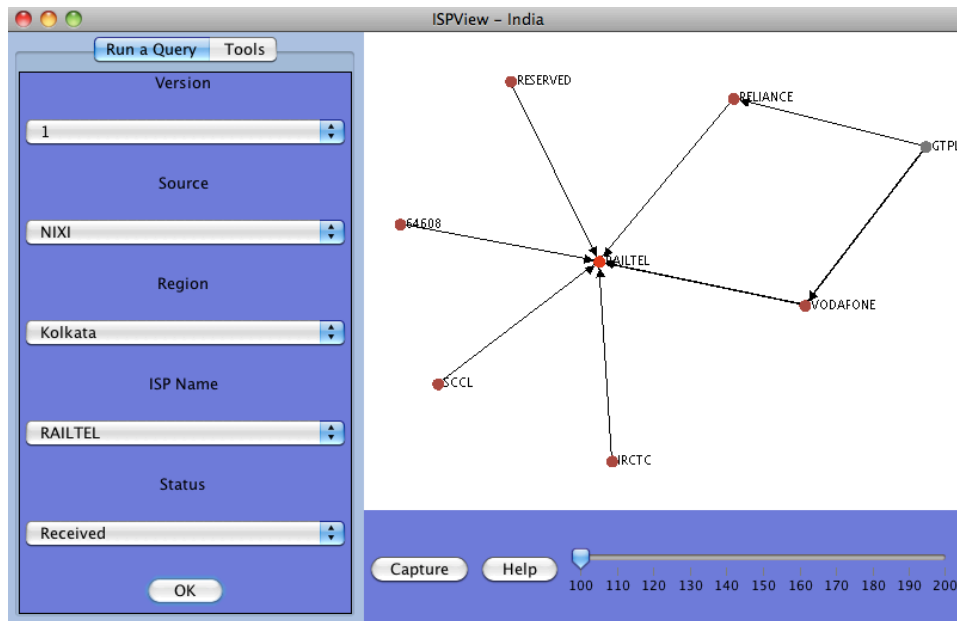 ISPView – India
Run a Query
Tools
Version
1
Source
NIXI
Region
Kolkata
ISP Name
RAILTEL
Status
Received
OK
RESERVED
RELIANCE
GTPL
64608
RAILTEL
VODAFONE
SCCL
IRCTC
Capture
Help
100 110 120 130 140 150 160 170 180 190 200